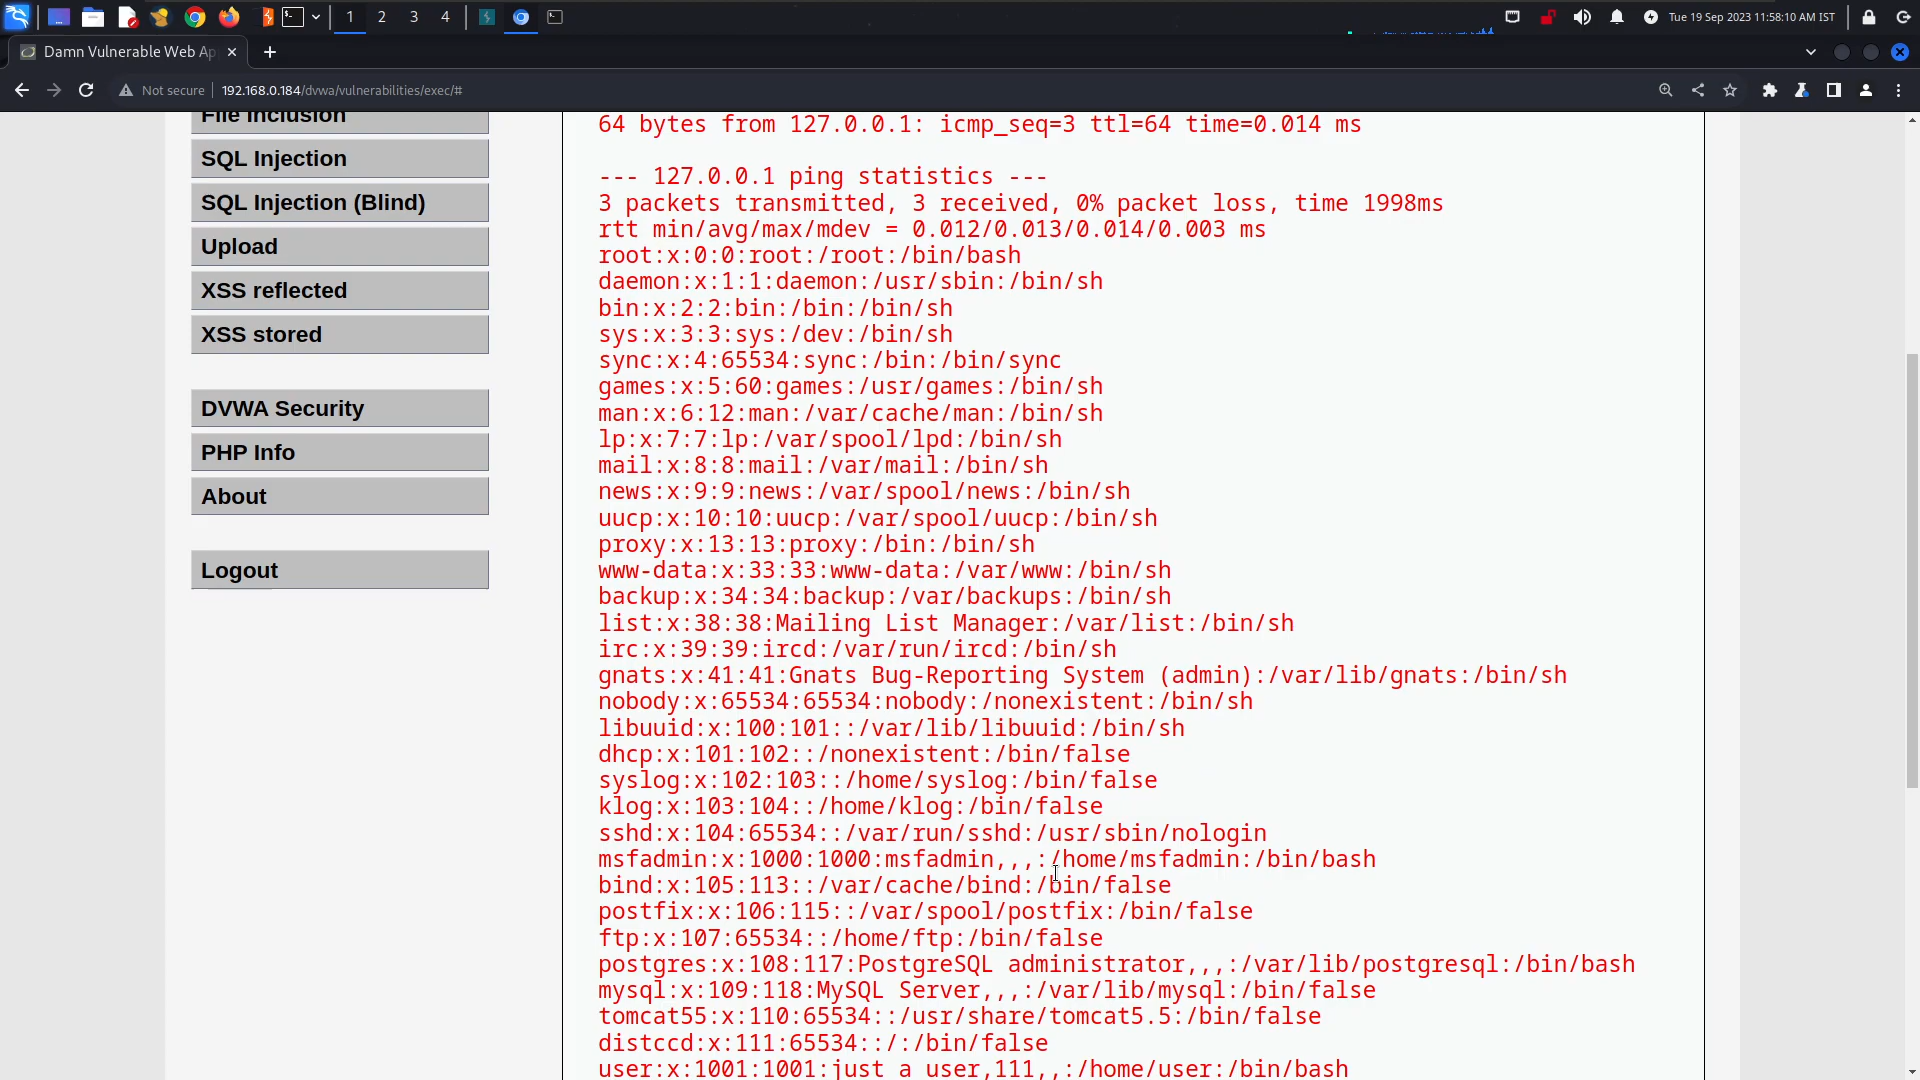 1 2 3 4
Tue 19 Sep 2023 11:58:10 AM IST
Damn Vulnerable Web Ap
Not secure 192.168.0.184/dvwa/vulnerabilities/exec/#
File Inclusion
SQL Injection
SQL Injection (Blind)
Upload
XSS reflected
XSS stored
DVWA Security
PHP Info
About
Logout
64 bytes from 127.0.0.1: icmp_seq=3 ttl=64 time=0.014 ms
--- 127.0.0.1 ping statistics ---
3 packets transmitted, 3 received, 0% packet loss, time 1998ms
rtt min/avg/max/mdev = 0.012/0.013/0.014/0.003 ms
root:x:0:0:root:/root:/bin/bash
daemon:x:1:1:daemon:/usr/sbin:/bin/sh
bin:x:2:2:bin:/bin:/bin/sh
sys:x:3:3:sys:/dev:/bin/sh
sync:x:4:65534:sync:/bin:/bin/sync
games:x:5:60:games:/usr/games:/bin/sh
man:x:6:12:man:/var/cache/man:/bin/sh
lp:x:7:7:lp:/var/spool/lpd:/bin/sh
mail:x:8:8:mail:/var/mail:/bin/sh
news:x:9:9:news:/var/spool/news:/bin/sh
uucp:x:10:10:uucp:/var/spool/uucp:/bin/sh
proxy:x:13:13:proxy:/bin:/bin/sh
www-data:x:33:33:www-data:/var/www:/bin/sh
backup:x:34:34:backup:/var/backups:/bin/sh
list:x:38:38:Mailing List Manager:/var/list:/bin/sh
irc:x:39:39:ircd:/var/run/ircd:/bin/sh
gnats:x:41:41:Gnats Bug-Reporting System (admin):/var/lib/gnats:/bin/sh
nobody:x:65534:65534:nobody:/nonexistent:/bin/sh
libuuid:x:100:101::/var/lib/libuuid:/bin/sh
dhcp:x:101:102::/nonexistent:/bin/false
syslog:x:102:103::/home/syslog:/bin/false
klog:x:103:104::/home/klog:/bin/false
sshd:x:104:65534::/var/run/sshd:/usr/sbin/nologin
msfadmin:x:1000:1000:msfadmin,,,:/home/msfadmin:/bin/bash
bind:x:105:113::/var/cache/bind:/bin/false
postfix:x:106:115::/var/spool/postfix:/bin/false
ftp:x:107:65534::/home/ftp:/bin/false
postgres:x:108:117:PostgreSQL administrator,,,:/var/lib/postgresql:/bin/bash
mysql:x:109:118:MySQL Server,,,:/var/lib/mysql:/bin/false
tomcat55:x:110:65534::/usr/share/tomcat5.5:/bin/false
distccd:x:111:65534::/:/bin/false
user:x:1001:1001:just a user,111,,:/home/user:/bin/bash